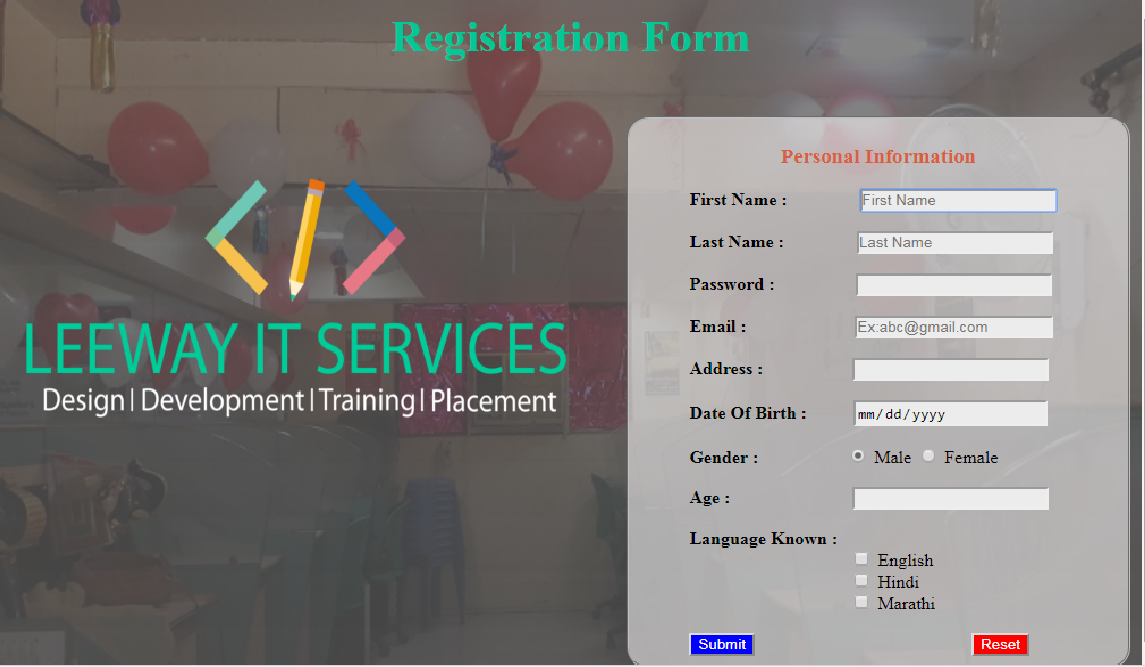 Registration Form
LEEWAY IT SERVICES
Design | Development | Training | Placement
Personal Information
First Name : First Name
Last Name : Last Name
Password :
Email : Ex:abc@gmail.com
Address :
Date Of Birth : mm/dd/yyyy
Gender : Male Female
Age :
Language Known :
English
Hindi
Marathi
Submit Reset